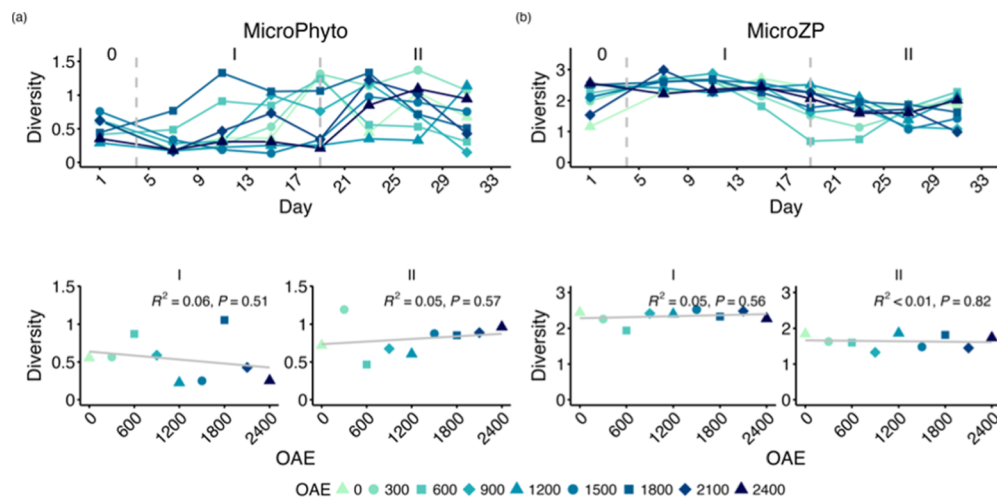 (a)
MicroPhyto
0 I II
Diversity
1.5
1
0.5
0
1 5 9 13 17 21 25 29 33
Day
(b)
MicroZP
0 I II
Diversity
3
2
1
0
1 5 9 13 17 21 25 29 33
Day
I
R² = 0.06, P = 0.51
Diversity
1.5
1
0.5
0
0 600 1200 1800 2400
II
R² = 0.05, P = 0.57
1.5
1
0.5
0
0 600 1200 1800 2400
OAE
I
R² = 0.05, P = 0.56
Diversity
3
2
1
0
0 600 1200 1800 2400
II
R² < 0.01, P = 0.82
3
2
1
0
0 600 1200 1800 2400
OAE
OAE 0 300 600 900 1200 1500 1800 2100 2400